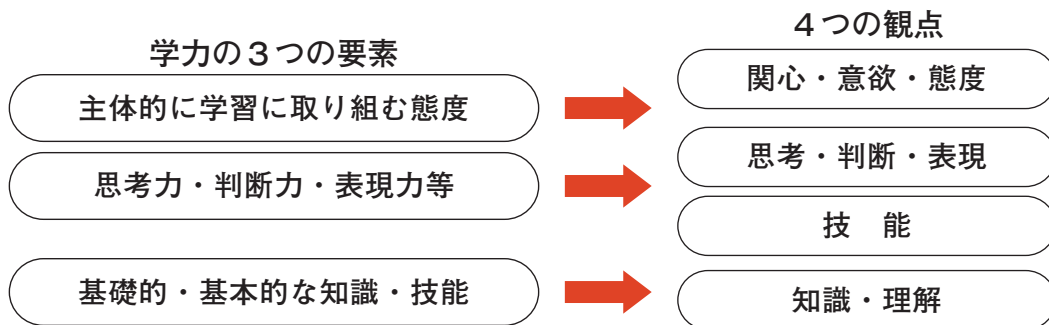 学力の３つの要素
主体的に学習に取り組む態度
思考力・判断力・表現力等
基礎的・基本的な知識・技能
４つの観点
関心・意欲・態度
思考・判断・表現
技　能
知識・理解